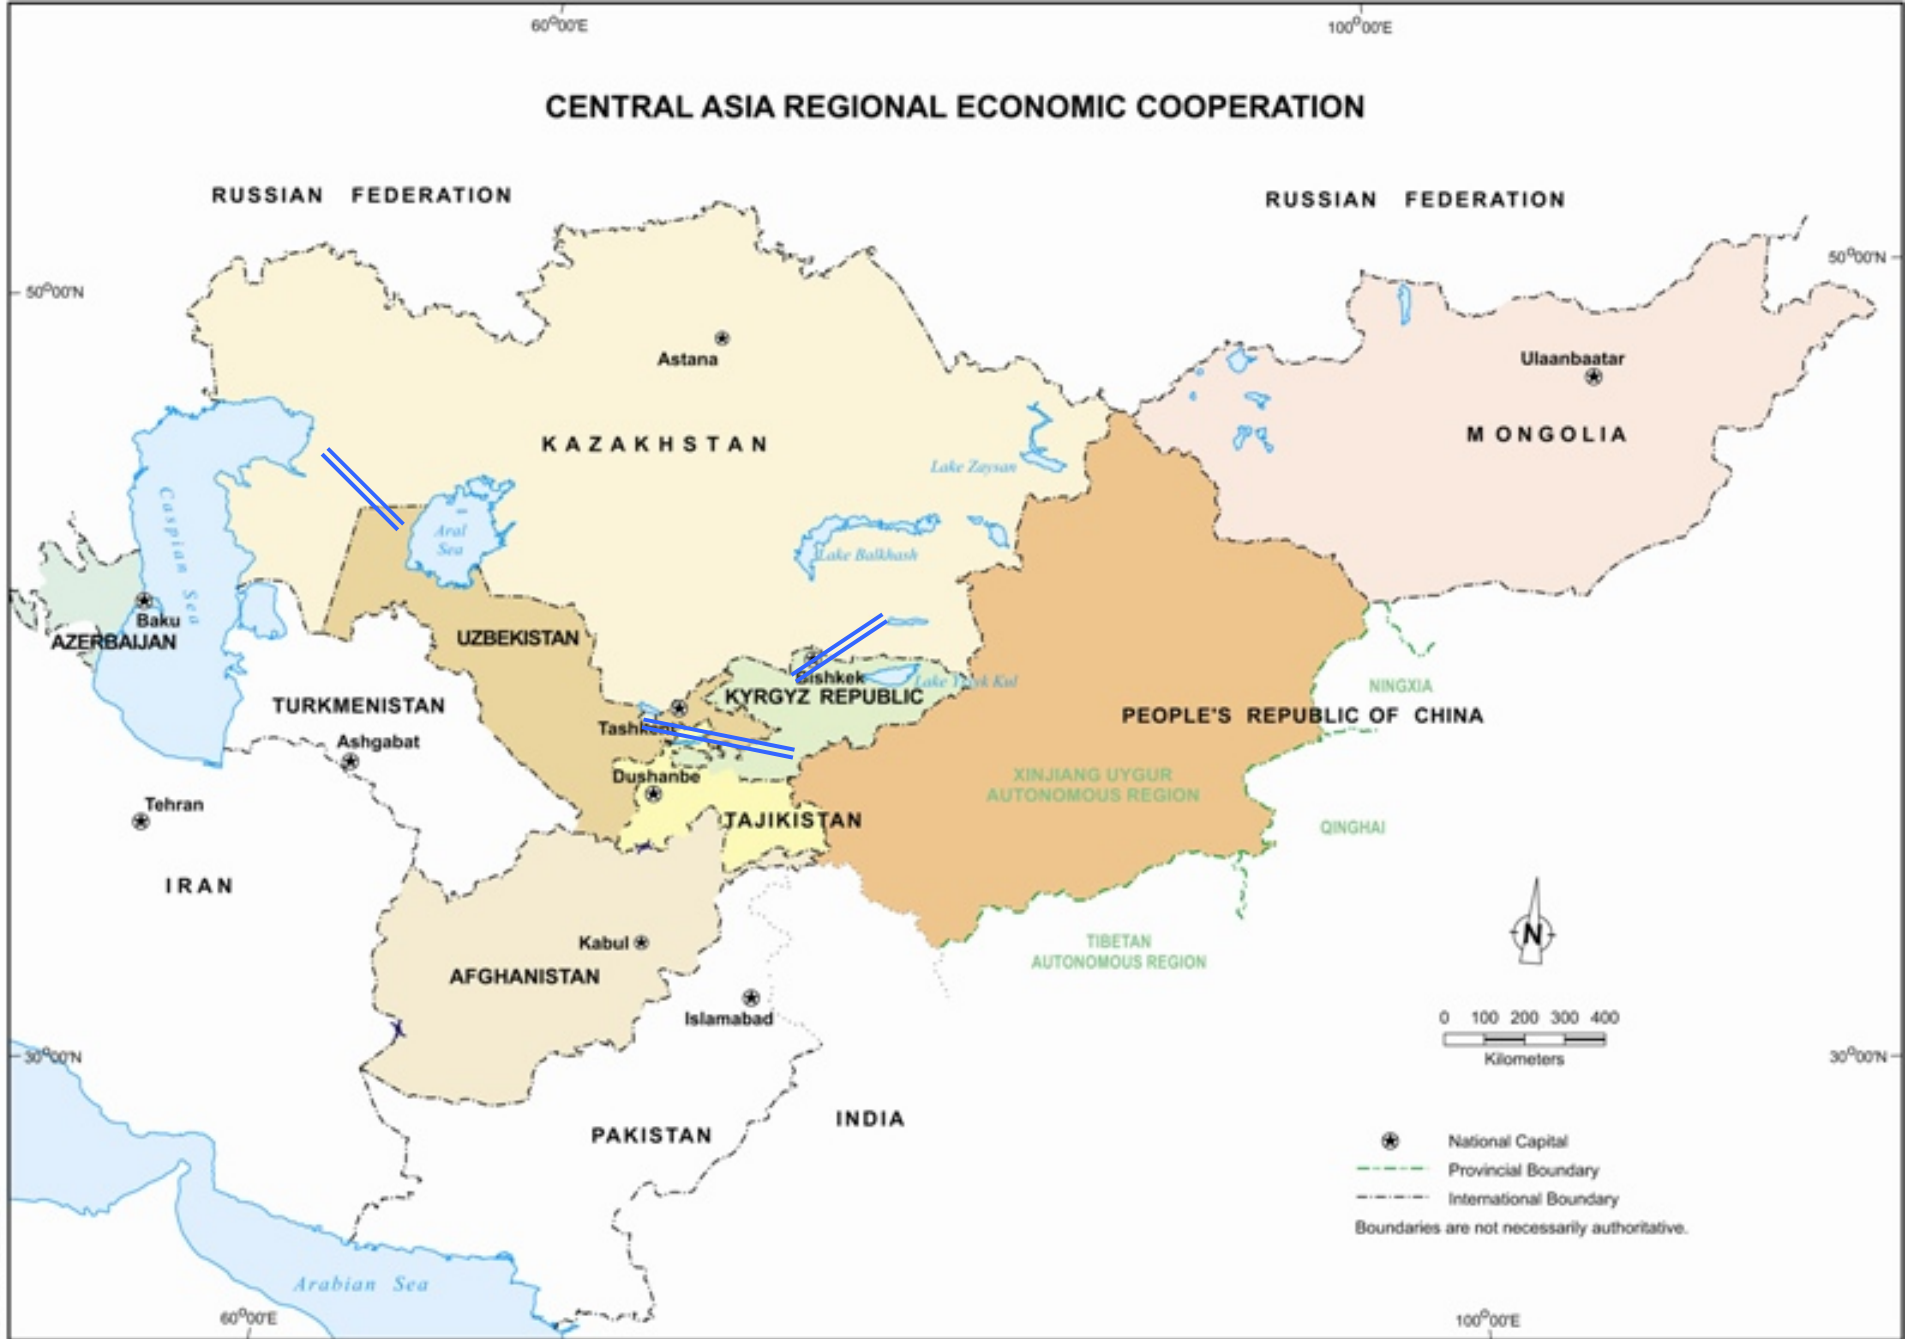 60°00'E
100°00'E
CENTRAL ASIA REGIONAL ECONOMIC COOPERATION
RUSSIAN FEDERATION
RUSSIAN FEDERATION
50°00'N
50°00'N
Astana
Ulaanbaatar
KAZAKHSTAN
MONGOLIA
Lake Zaysan
Caspian Sea
Aral
Sea
Lake Balkhash
Baku
AZERBAIJAN
UZBEKISTAN
Bishkek
Lake Ysyk Kul
KYRGYZ REPUBLIC
NINGXIA
TURKMENISTAN
PEOPLE'S REPUBLIC OF CHINA
Tashkent
Ashgabat
Dushanbe
XINJIANG UYGUR
AUTONOMOUS REGION
Tehran
TAJIKISTAN
QINGHAI
IRAN
N
Kabul
TIBETAN
AUTONOMOUS REGION
AFGHANISTAN
Islamabad
0 100 200 300 400
Kilometers
30°00'N
30°00'N
INDIA
PAKISTAN
National Capital
Provincial Boundary
International Boundary
Boundaries are not necessarily authoritative.
Arabian Sea
60°00'E
100°00'E